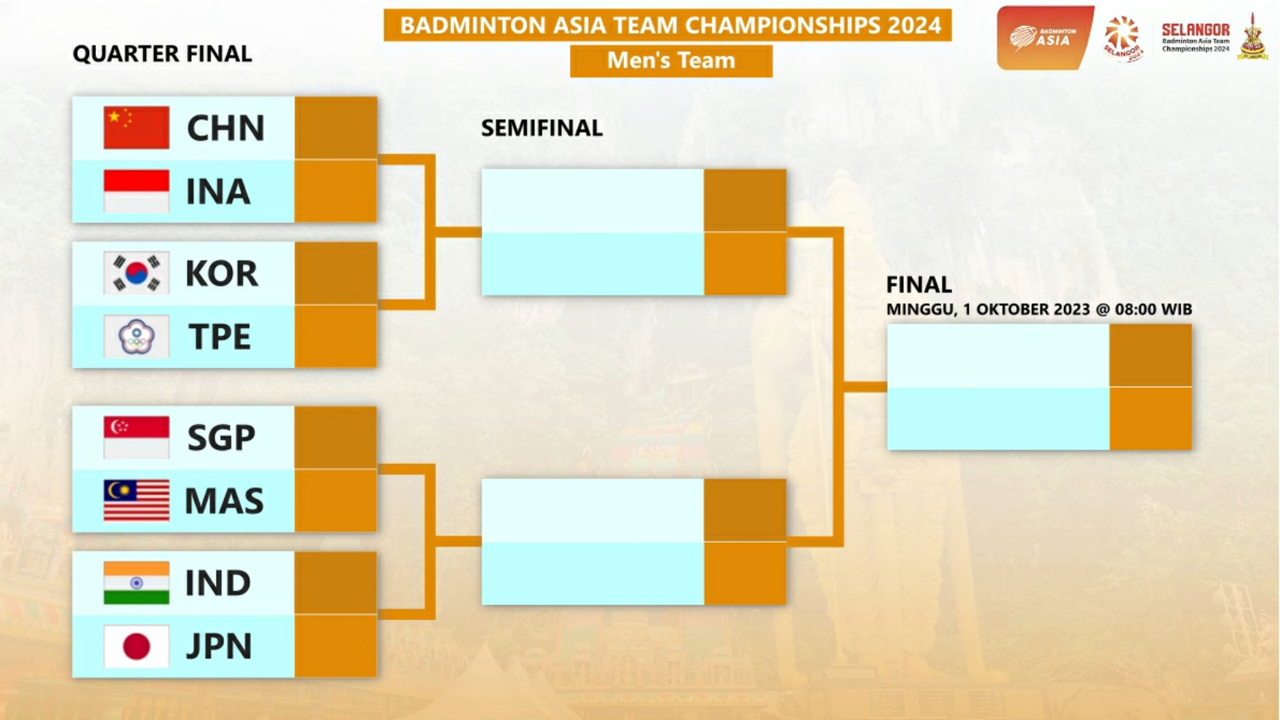 BADMINTON ASIA TEAM CHAMPIONSHIPS 2024
Men's Team
BADMINTON
ASIA
SELANGOR
SELANGOR
Badminton Asia Team
Championships 2024
QUARTER FINAL
CHN
INA
KOR
TPE
SGP
MAS
IND
JPN
SEMIFINAL
FINAL
MINGGU, 1 OKTOBER 2023 @ 08:00 WIB